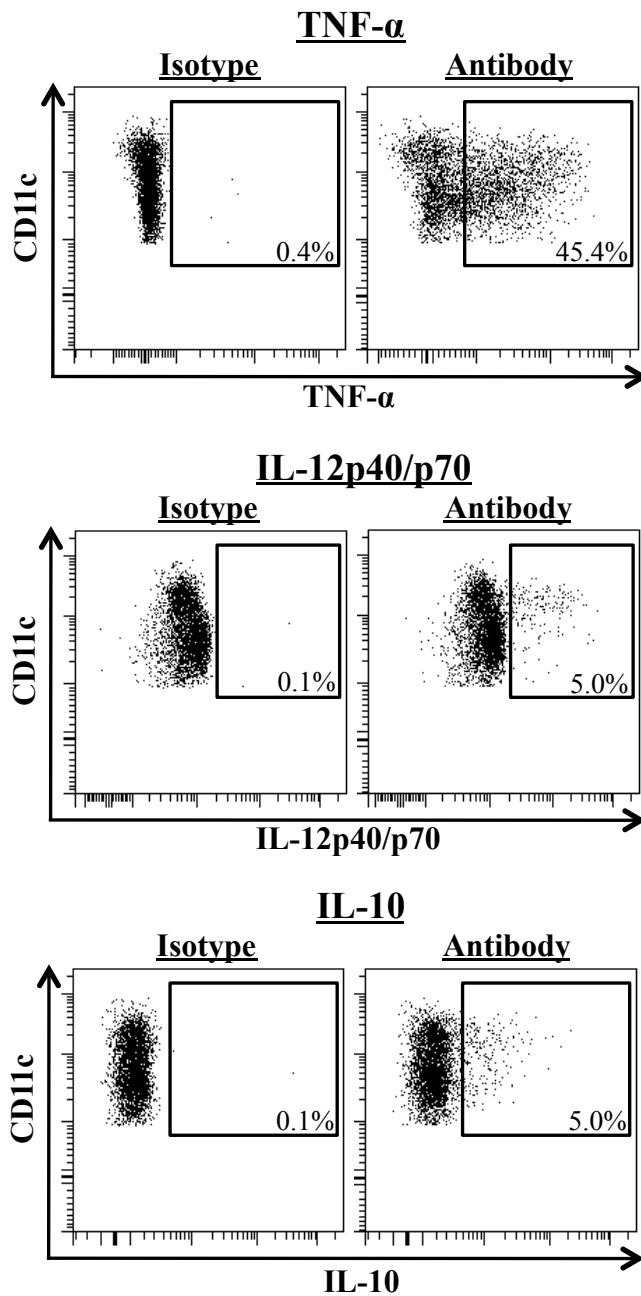 TNF-α
Isotype Antibody
CD11c
0.4% 45.4%
TNF-α
IL-12p40/p70
Isotype Antibody
CD11c
0.1% 5.0%
IL-12p40/p70
IL-10
Isotype Antibody
CD11c
0.1% 5.0%
IL-10